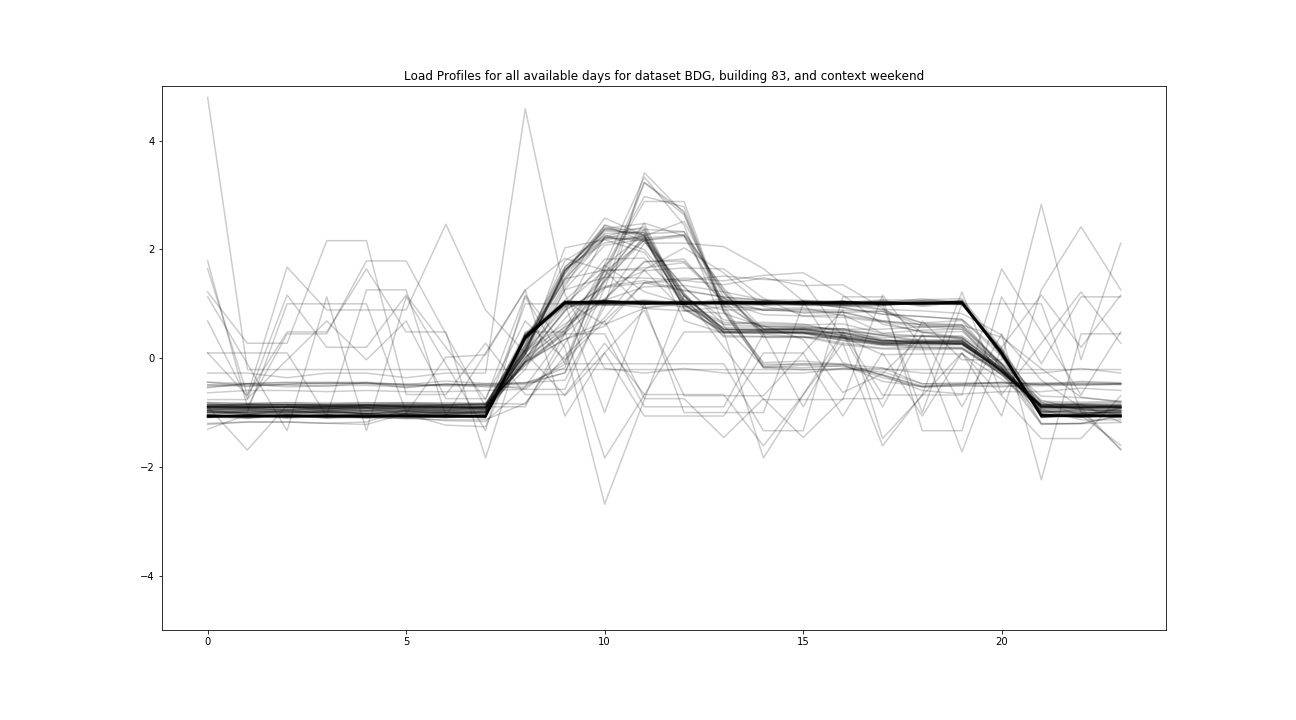 Load Profiles for all available days for dataset BDG, building 83, and context weekend
4
2
0
−2
−4
0 5 10 15 20